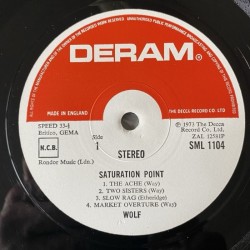 DERAM
MADE IN ENGLAND
THE DECCA RECORD CO. LTD
SPEED 33⅓
Britico, GEMA
℗ 1973 The Decca
Record Co. Ltd.
ZAL 12541P
N.C.B.
Side
1
STEREO
SML 1104
Rondor Music (Ldn.)
SATURATION POINT
1. THE ACHE (Way)
2. TWO SISTERS (Way)
3. SLOW RAG (Etheridge)
4. MARKET OVERTURE (Way)
WOLF